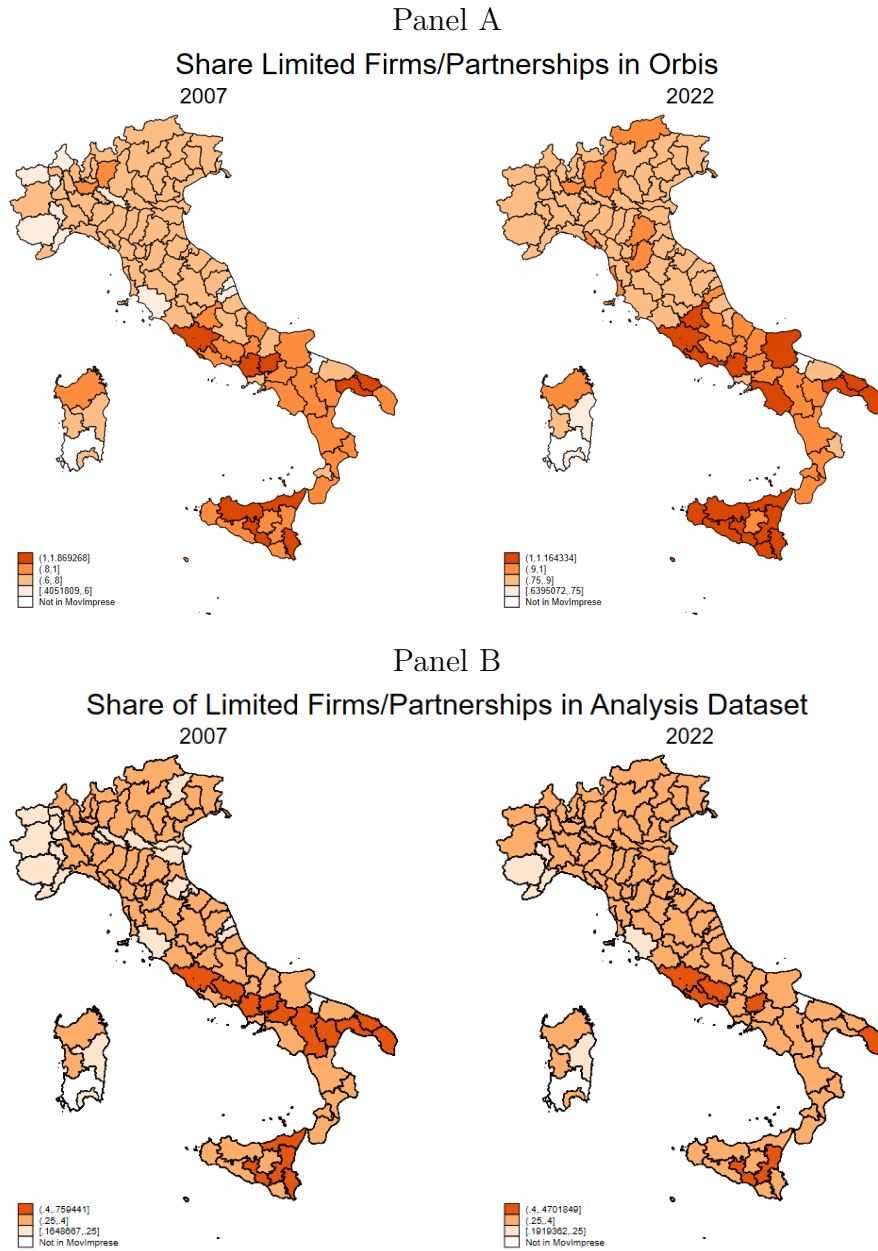 Panel A
Share Limited Firms/Partnerships in Orbis
2007
2022
(1,1.869268]
(.8,1]
(.6,.8]
[.4051809,.6]
Not in MovImprese
(1,1.164334]
(.9,1]
(.75,.9]
[.6395072,.75]
Not in MovImprese
Panel B
Share of Limited Firms/Partnerships in Analysis Dataset
2007
2022
(.4,.759441]
(.25,.4]
[.1648667,.25]
Not in MovImprese
(.4,.4701849]
(.25,.4]
[.1919362,.25]
Not in MovImprese